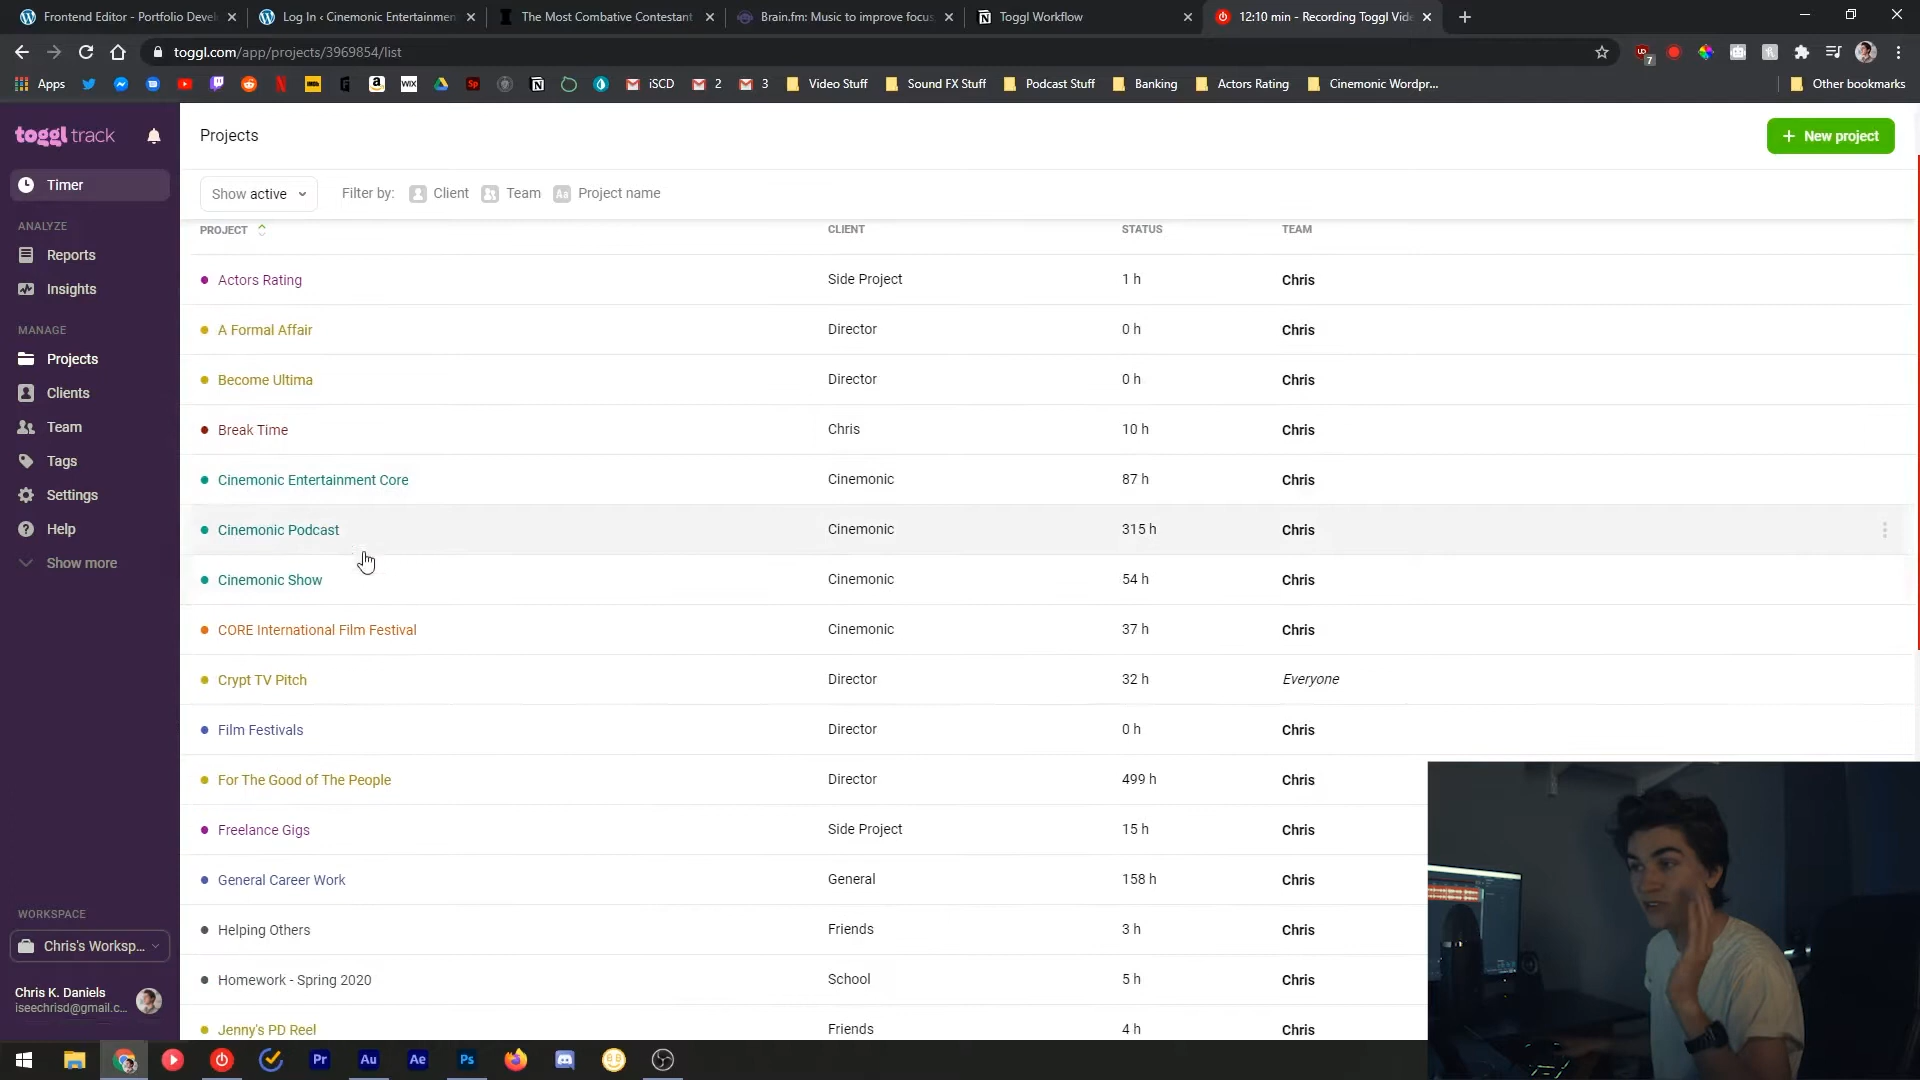 Frontend Editor - Portfolio Devel
Log In ‹ Cinemonic Entertainmen
The Most Combative Contestant
Brain.fm: Music to improve focus,
Toggl Workflow
12:10 min - Recording Toggl Vide
toggl.com/app/projects/3969854/list
7
Apps
iSCD
2
3
Video Stuff
Sound FX Stuff
Podcast Stuff
Banking
Actors Rating
Cinemonic Wordpr...
Other bookmarks
toggl track
Projects
+ New project
Timer
Show active
Filter by:
Client
Team
Aa
Project name
ANALYZE
Reports
Insights
MANAGE
Projects
Clients
Team
Tags
Settings
Help
Show more
WORKSPACE
Chris's Worksp...
Chris K. Daniels
iseechrisd@gmail.c...
PROJECT CLIENT STATUS TEAM
Actors Rating Side Project 1 h Chris
A Formal Affair Director 0 h Chris
Become Ultima Director 0 h Chris
Break Time Chris 10 h Chris
Cinemonic Entertainment Core Cinemonic 87 h Chris
Cinemonic Podcast Cinemonic 315 h Chris
Cinemonic Show Cinemonic 54 h Chris
CORE International Film Festival Cinemonic 37 h Chris
Crypt TV Pitch Director 32 h Everyone
Film Festivals Director 0 h Chris
For The Good of The People Director 499 h Chris
Freelance Gigs Side Project 15 h Chris
General Career Work General 158 h Chris
Helping Others Friends 3 h Chris
Homework - Spring 2020 School 5 h Chris
Jenny's PD Reel Friends 4 h Chris
Pr
Au
Ae
Ps